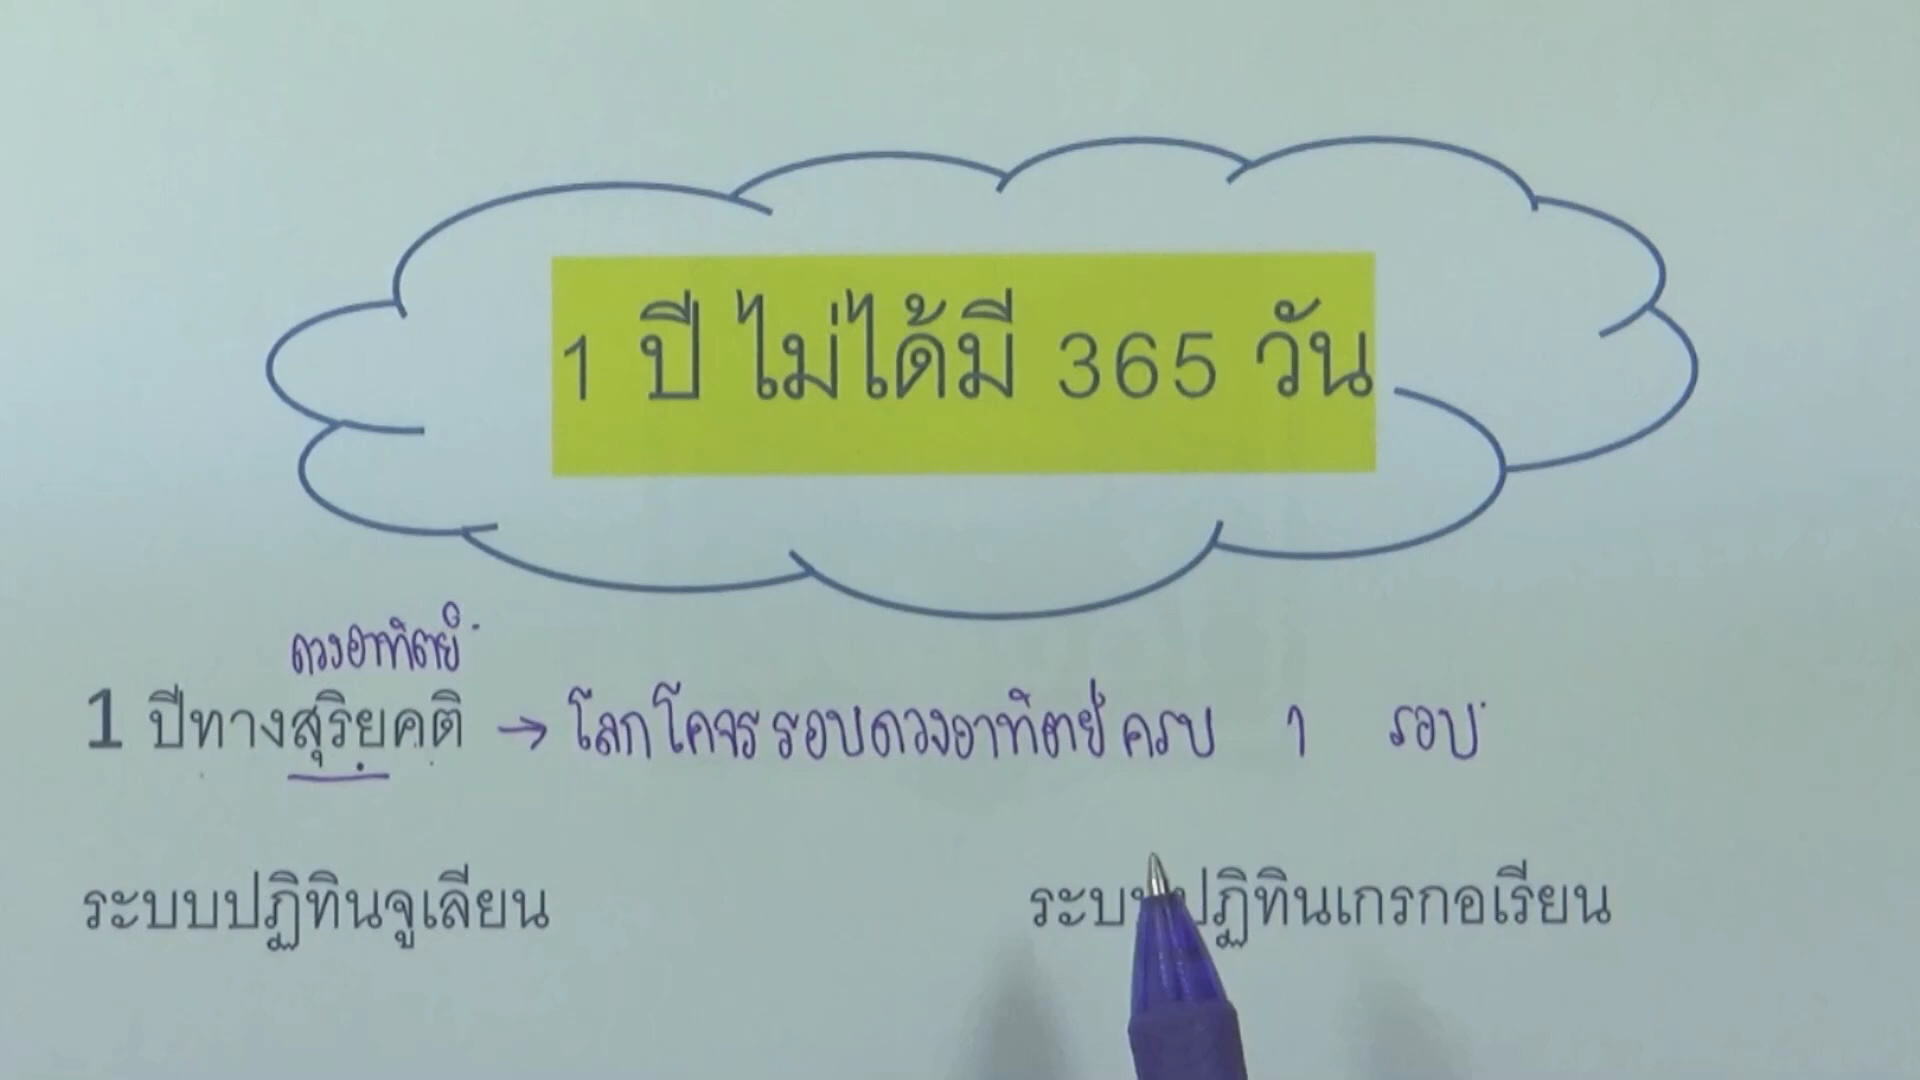 1 ปี ไม่ได้มี 365 วัน
ดวงอาทิตย์
1 ปีทางสุริยคติ → โลกโคจรรอบดวงอาทิตย์ครบ 1 รอบ
ระบบปฏิทินจูเลียน
ระบบปฏิทินเกรกอเรียน